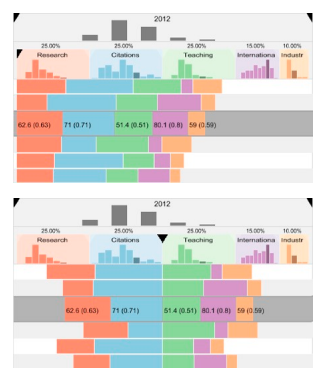 2012
25.00% 25.00% 25.00% 15.00% 10.00%
Research Citations Teaching Internationa Industr
62.6 (0.63) 71 (0.71) 51.4 (0.51) 80.1 (0.8) 59 (0.59)
2012
25.00% 25.00% 25.00% 15.00% 10.00%
Research Citations Teaching Internationa Industr
62.6 (0.63) 71 (0.71) 51.4 (0.51) 80.1 (0.8) 59 (0.59)